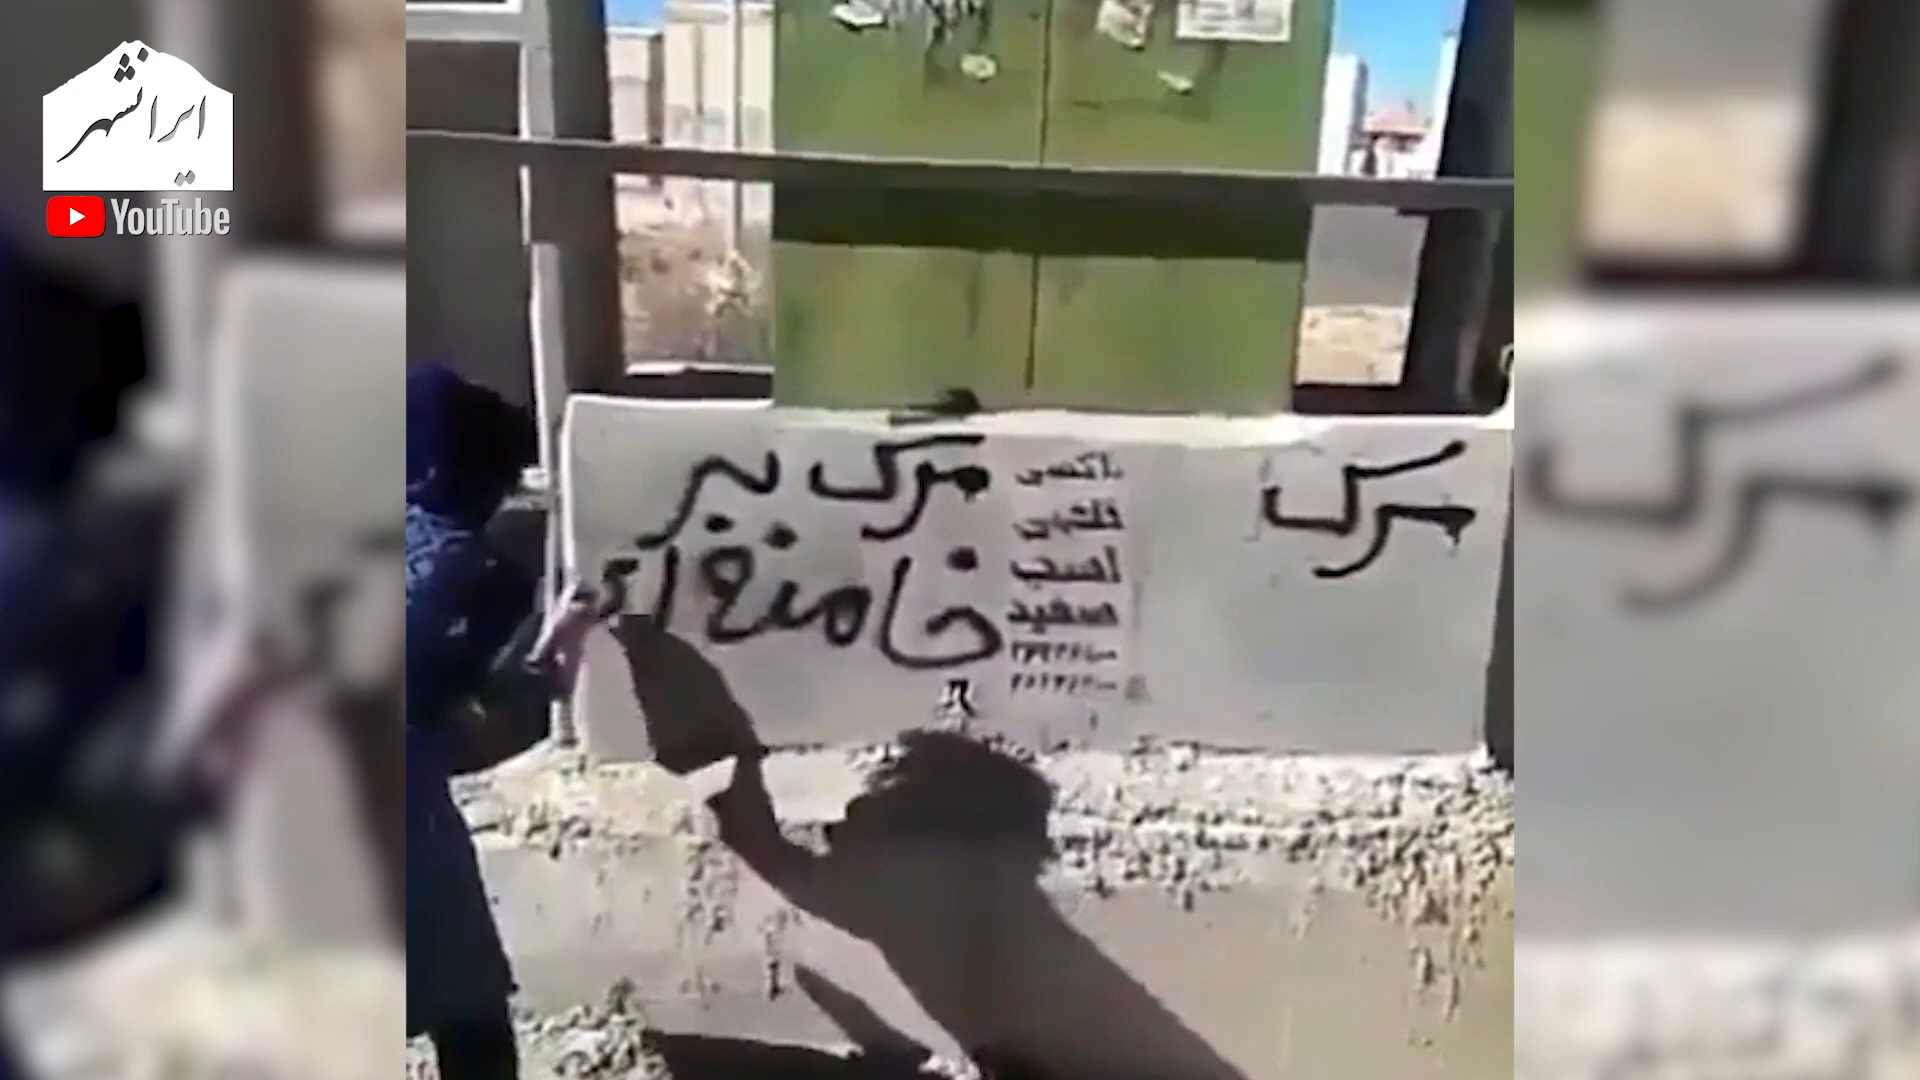 ایرانشهر
YouTube
مرگ
مرگ بر
خامنه ای
تاکسی
تلفنی
اسب
سفید